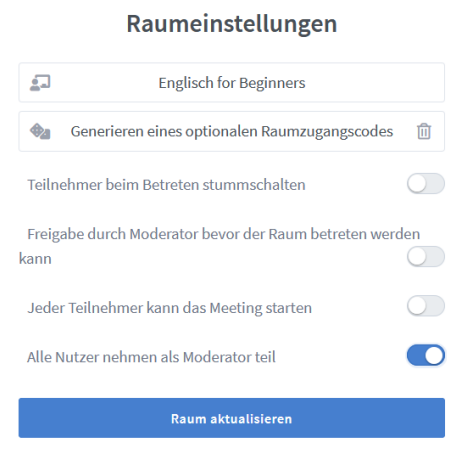 Raumeinstellungen
Englisch for Beginners
Generieren eines optionalen Raumzugangscodes
Teilnehmer beim Betreten stummschalten
Freigabe durch Moderator bevor der Raum betreten werden
kann
Jeder Teilnehmer kann das Meeting starten
Alle Nutzer nehmen als Moderator teil
Raum aktualisieren